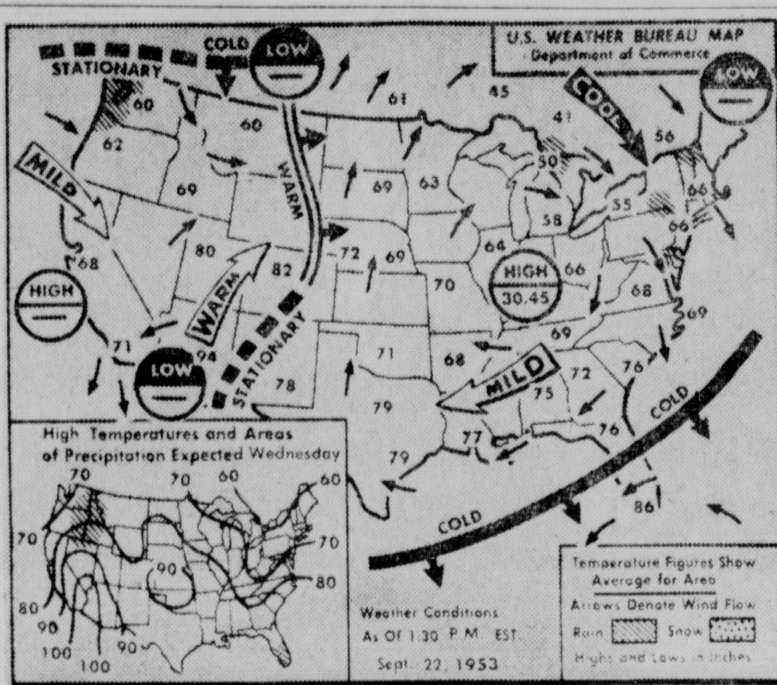 U.S. WEATHER BUREAU MAP
Department of Commerce
COLD
LOW
STATIONARY
LOW
COOL
61
45
41
56
60
60
50
62
MILD
69
WARM
69
63
58
55
66
66
68
80
82
72
69
64
HIGH
30.45
66
68
70
69
HIGH
71
WARM
94
LOW
STATIONARY
78
71
68
69
MILD
72
76
75
76
79
77
79
86
COLD
COLD
High Temperatures and Areas
of Precipitation Expected Wednesday
70
70
60
60
70
70
80
90
80
90
100
100
90
Weather Conditions
As Of 1:30 P.M. EST.
Sept. 22, 1953
Temperature Figures Show
Average for Area
Arrows Denote Wind Flow
Rain
Snow
Highs and Lows in Inches